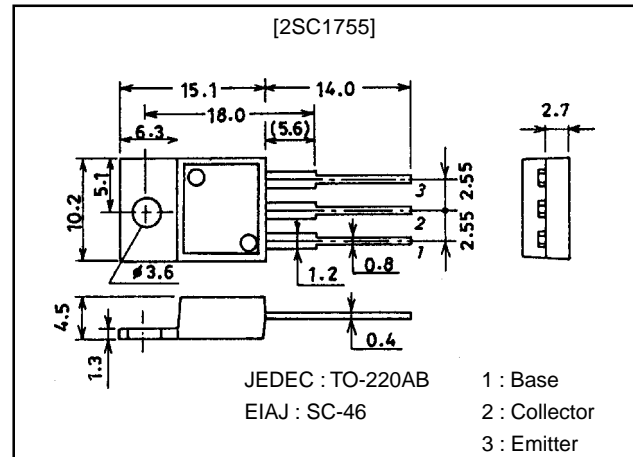 [2SC1755]
15.1
14.0
18.0
2.7
6.3
(5.6)
5.1
10.2
3
2
1
2.55
2.55
ø3.6
1.2
0.8
4.5
1.3
0.4
JEDEC : TO-220AB
EIAJ : SC-46
1 : Base
2 : Collector
3 : Emitter